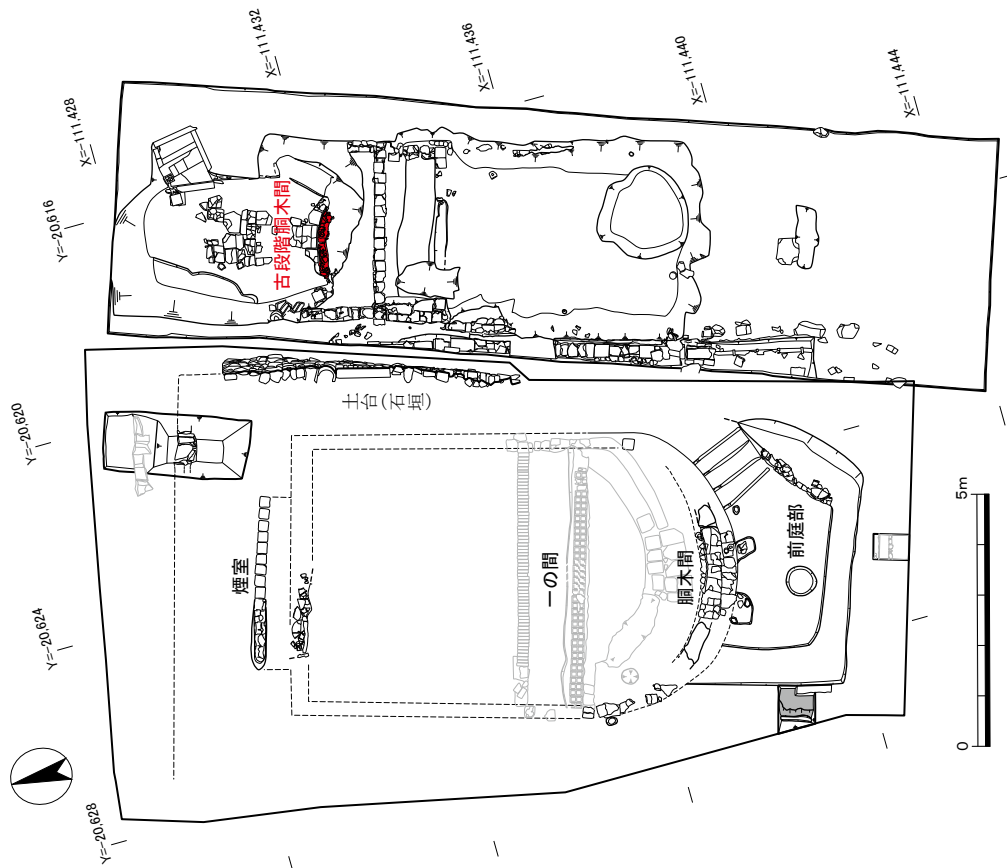 X=-111,428
X=-111,432
X=-111,436
X=-111,440
X=-111,444
Y=-20,616
Y=-20,620
Y=-20,624
Y=-20,628
古段階胴木間
土台(石垣)
煙室
一の間
胴木間
前庭部
0
5m